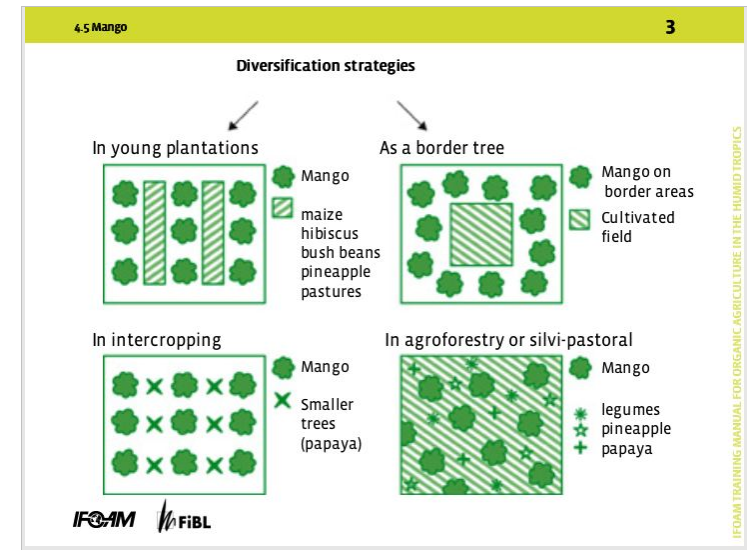 4.5 Mango
3
Diversification strategies
In young plantations
Mango
maize
hibiscus
bush beans
pineapple
pastures
As a border tree
Mango on
border areas
Cultivated
field
In intercropping
Mango
Smaller
trees
(papaya)
In agroforestry or silvi-pastoral
Mango
legumes
pineapple
papaya
IFOAM
FiBL
IFOAM TRAINING MANUAL FOR ORGANIC AGRICULTURE IN THE HUMID TROPICS